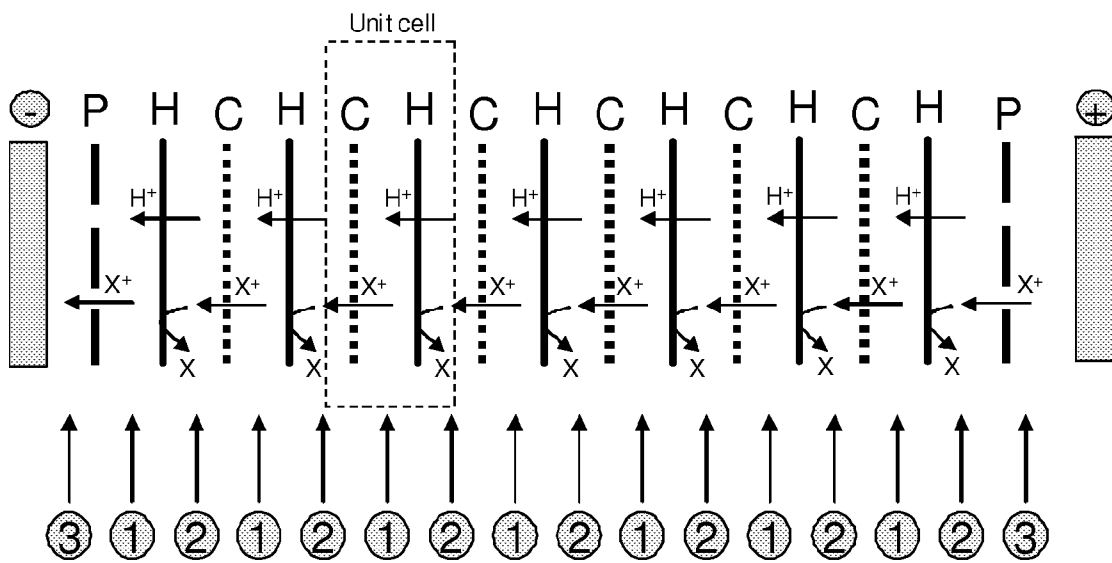 Unit cell
- P H C H C H C H C H C H C H P +
H+ H+ H+ H+ H+ H+ H+
X+ X+ X+ X+ X+ X+ X+ X+
X X X X X X X
3 1 2 1 2 1 2 1 2 1 2 1 2 1 2 3